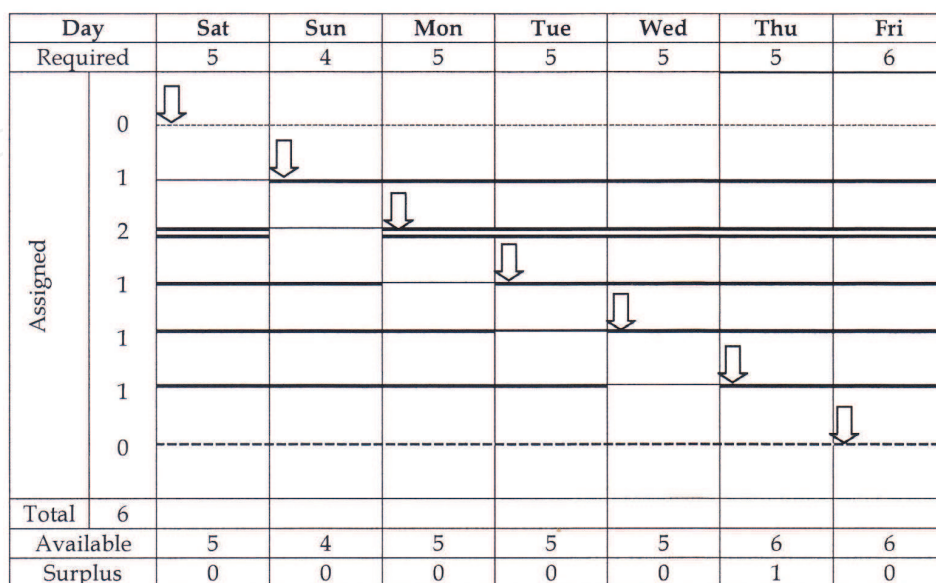 Day Sat Sun Mon Tue Wed Thu Fri
Required 5 4 5 5 5 5 6
Assigned
0
1
2
1
1
1
0
Total 6
Available 5 4 5 5 5 6 6
Surplus 0 0 0 0 0 1 0